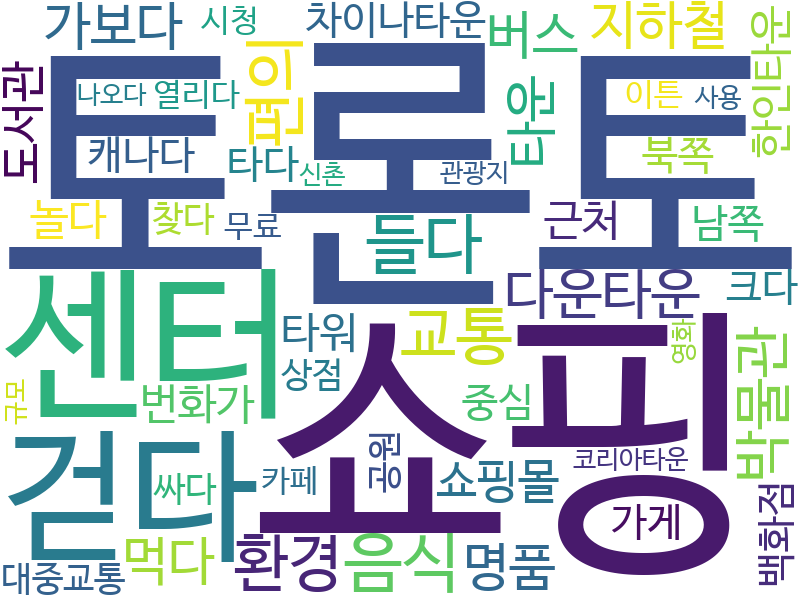 가보다
시청
차이나타운
버스
지하철
한인타운
도서관
나오다
열리다
편의
타운
이튼
사용
토론토
캐나다
타다
신촌
관광지
북쪽
놀다
찾다
무료
들다
근처
남쪽
센터
다운타운
크다
타워
교통
쇼핑
영화
박물관
상점
규모
번화가
중심
걷다
싸다
카페
공원
쇼핑몰
코리아타운
가게
백화점
대중교통
먹다
환경
음식
명품